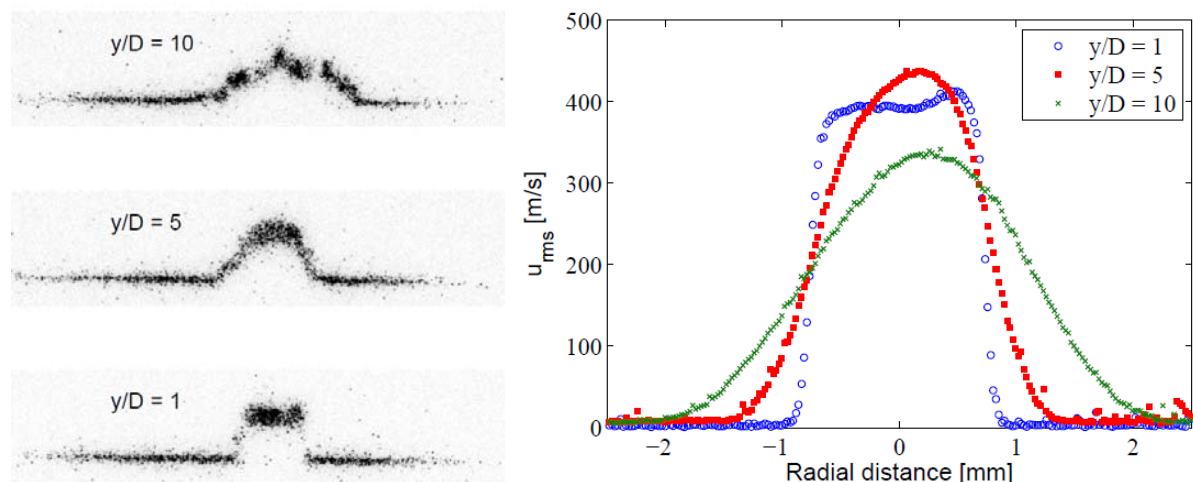 y/D = 10
y/D = 5
y/D = 1
500
400
300
200
100
0
u_rms [m/s]
−2
−1
0
1
2
Radial distance [mm]
y/D = 1
y/D = 5
y/D = 10